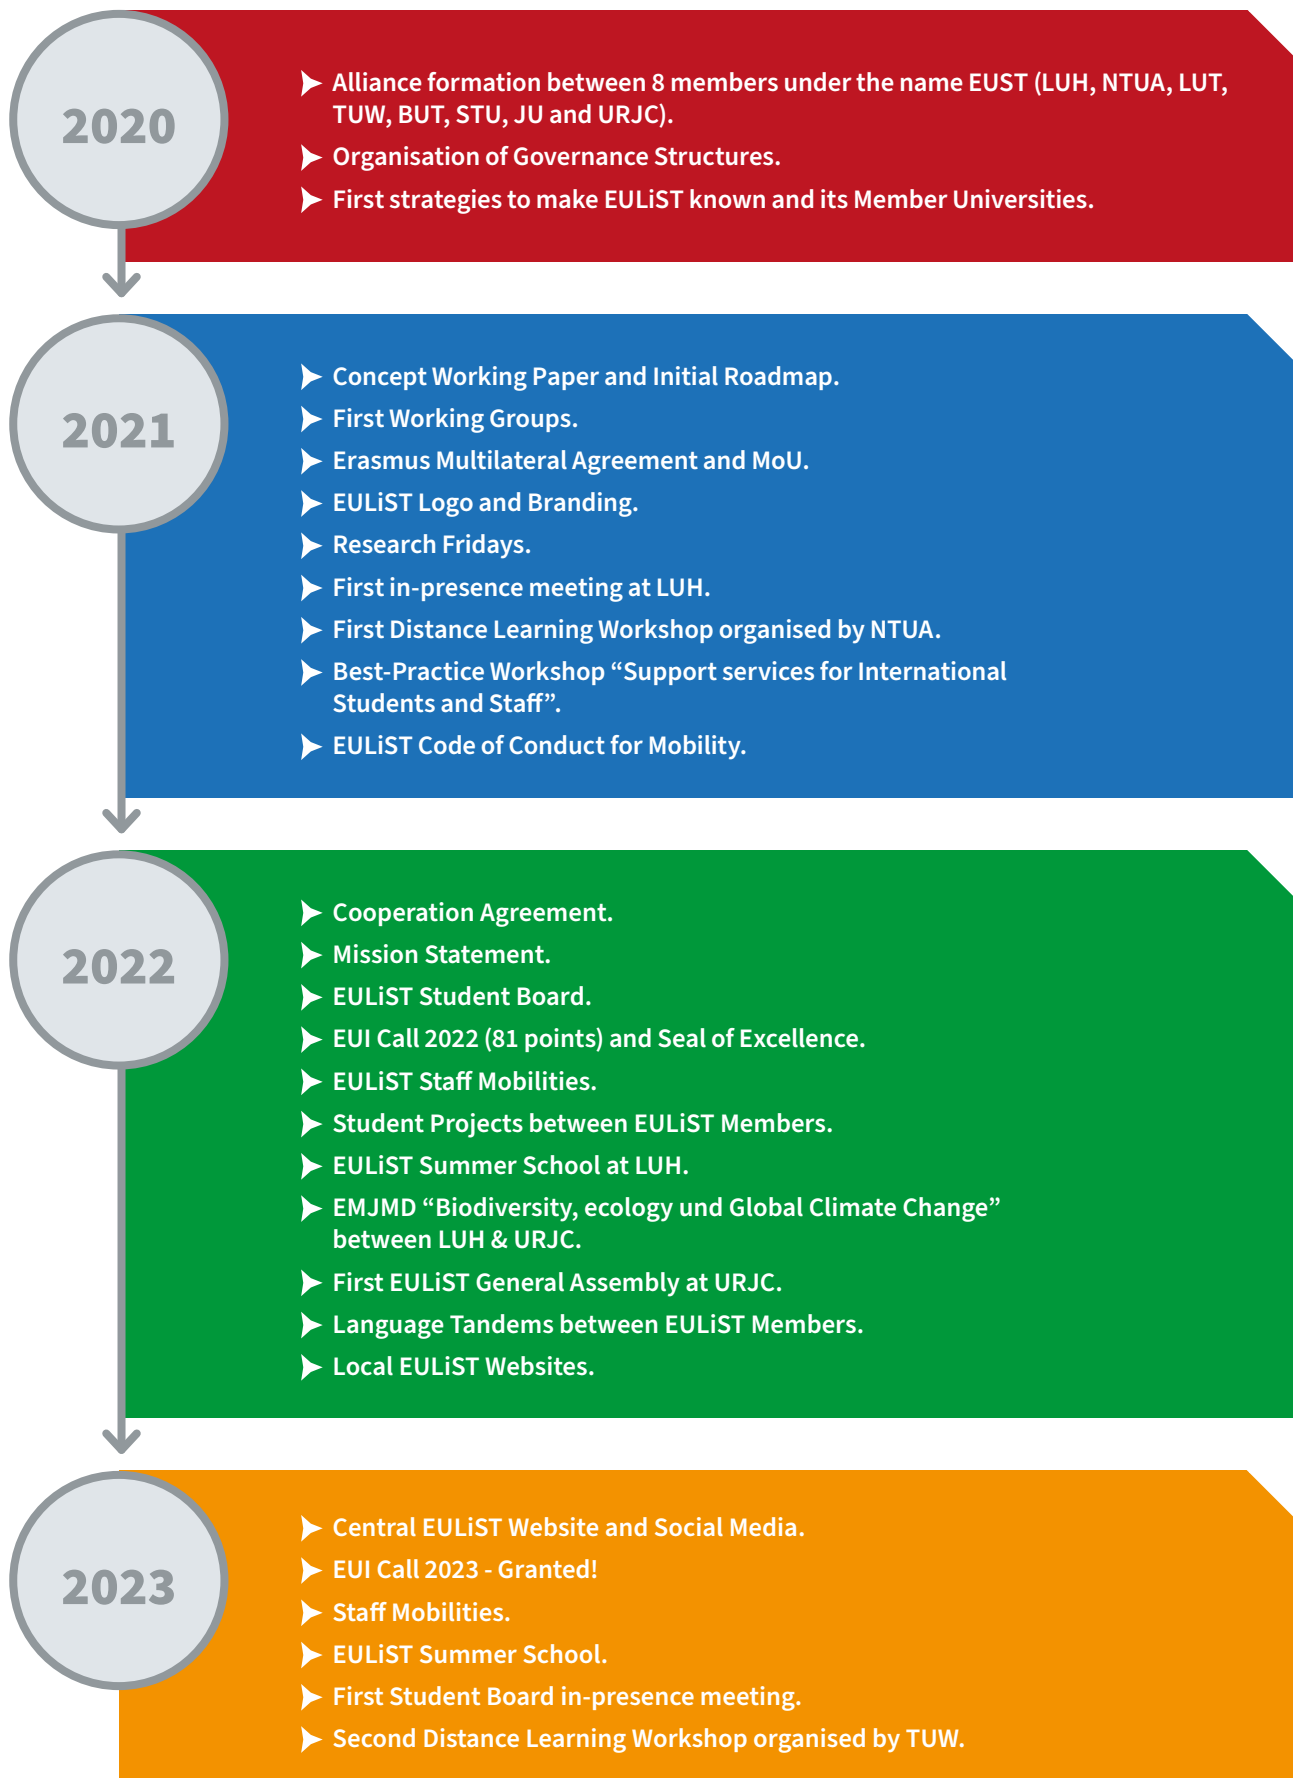 2020
Alliance formation between 8 members under the name EUST (LUH, NTUA, LUT,
TUW, BUT, STU, JU and URJC).
Organisation of Governance Structures.
First strategies to make EULiST known and its Member Universities.
2021
Concept Working Paper and Initial Roadmap.
First Working Groups.
Erasmus Multilateral Agreement and MoU.
EULiST Logo and Branding.
Research Fridays.
First in-presence meeting at LUH.
First Distance Learning Workshop organised by NTUA.
Best-Practice Workshop “Support services for International
Students and Staff”.
EULiST Code of Conduct for Mobility.
2022
Cooperation Agreement.
Mission Statement.
EULiST Student Board.
EUI Call 2022 (81 points) and Seal of Excellence.
EULiST Staff Mobilities.
Student Projects between EULiST Members.
EULiST Summer School at LUH.
EMJMD “Biodiversity, ecology und Global Climate Change”
between LUH & URJC.
First EULiST General Assembly at URJC.
Language Tandems between EULiST Members.
Local EULiST Websites.
2023
Central EULiST Website and Social Media.
EUI Call 2023 - Granted!
Staff Mobilities.
EULiST Summer School.
First Student Board in-presence meeting.
Second Distance Learning Workshop organised by TUW.